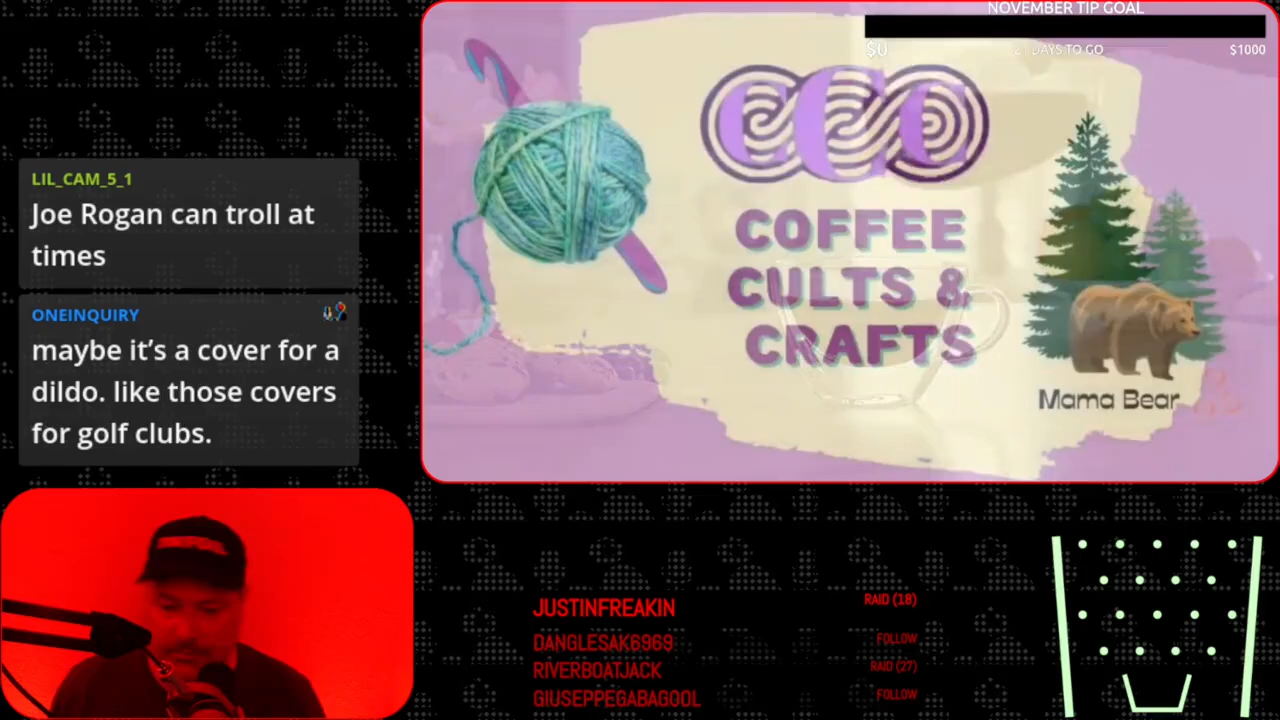 NOVEMBER TIP GOAL
$0
21 DAYS TO GO
$1000
LIL_CAM_5_1
Joe Rogan can troll at
times
ONEINQUIRY
maybe it's a cover for a
dildo. like those covers
for golf clubs.
CCC
COFFEE
CULTS &
CRAFTS
Mama Bear
JUSTINFREAKIN RAID (18)
DANGLESAK6969 FOLLOW
RIVERBOATJACK RAID (27)
GIUSEPPEGABAGOOL FOLLOW